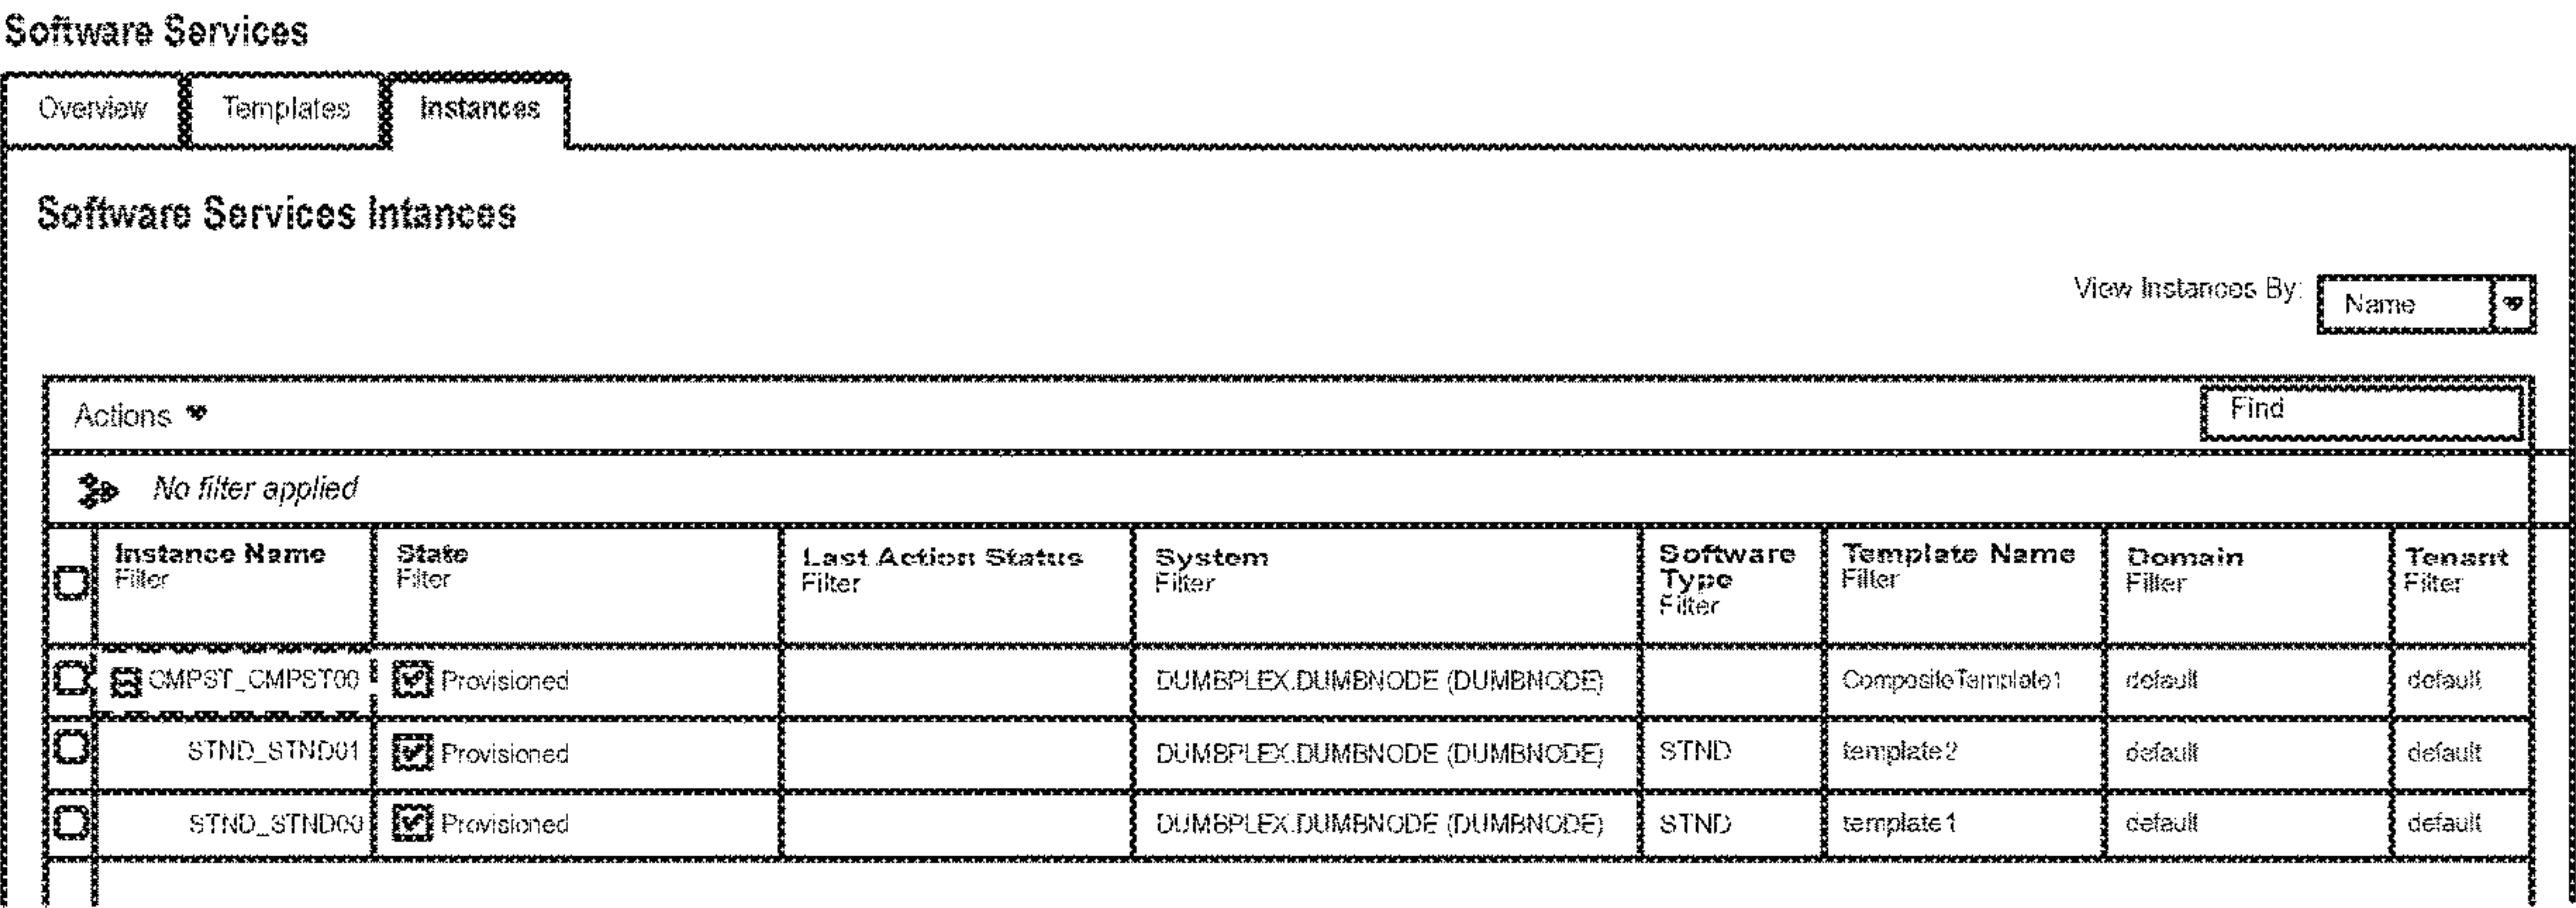 Software Services
Overview Templates Instances
Software Services Intances
View Instances By: Name
Actions Find
No filter applied
Instance Name State Last Action Status System Software Type Template Name Domain Tenant
Filter Filter Filter Filter Filter Filter Filter Filter
CMPST_CMPST00 Provisioned DUMBPLEX.DUMBNODE (DUMBNODE) CompositeTamplate1 default default
STND_STND01 Provisioned DUMBPLEX.DUMBNODE (DUMBNODE) STND template2 default default
STND_STND00 Provisioned DUMBPLEX.DUMBNODE (DUMBNODE) STND template1 default default